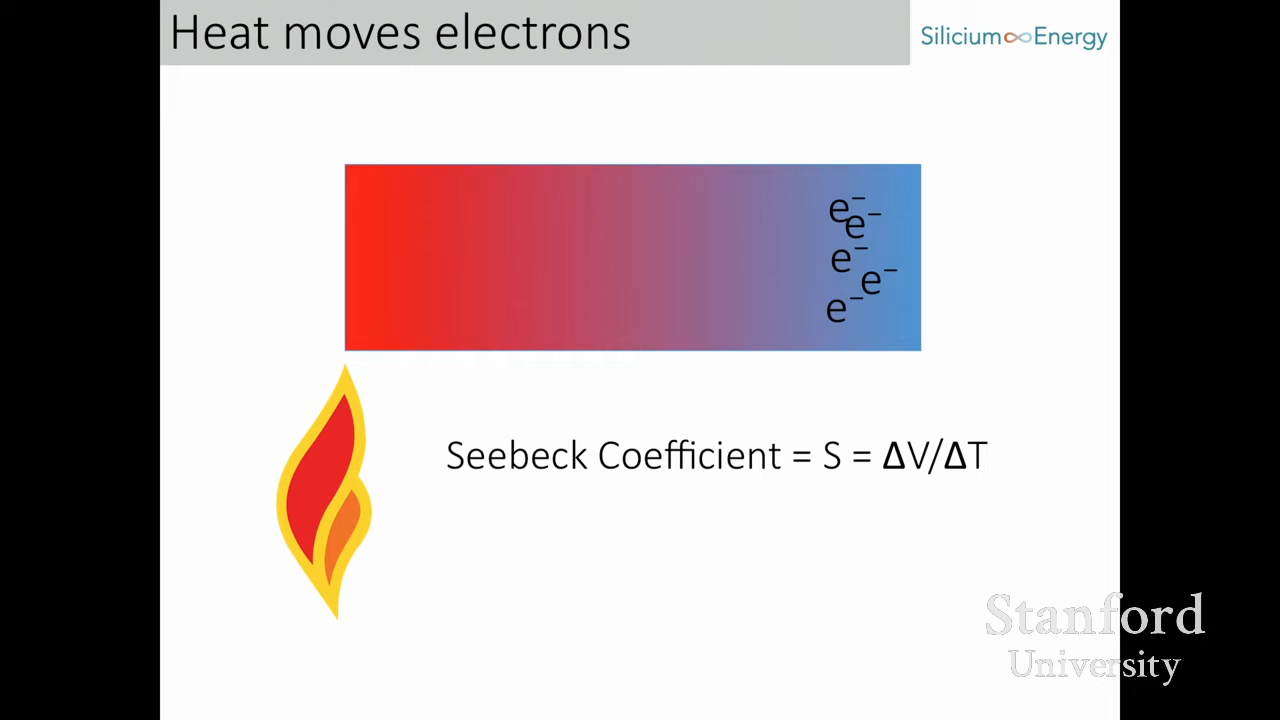 Heat moves electrons
Silicium∞Energy
e⁻
e⁻
e⁻
e⁻
e⁻
Seebeck Coefficient = S = ΔV/ΔT
Stanford
University